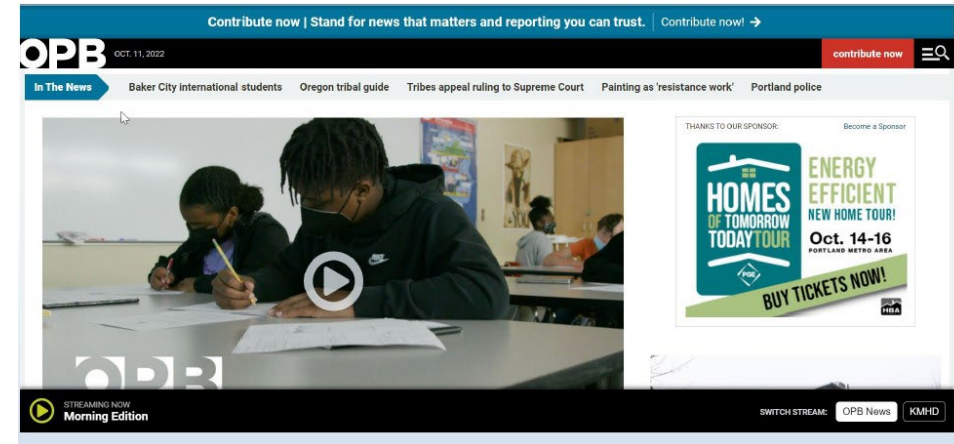 Contribute now | Stand for news that matters and reporting you can trust. Contribute now! →
OPB OCT. 11, 2022 contribute now
In The News Baker City international students Oregon tribal guide Tribes appeal ruling to Supreme Court Painting as 'resistance work' Portland police
THANKS TO OUR SPONSOR: Become a Sponsor
HOMES
OF TOMORROW
TODAY TOUR
PGE
ENERGY
EFFICIENT
NEW HOME TOUR!
Oct. 14-16
PORTLAND METRO AREA
BUY TICKETS NOW!
HBA
OPB
STREAMING NOW
Morning Edition
SWITCH STREAM: OPB News KMHD